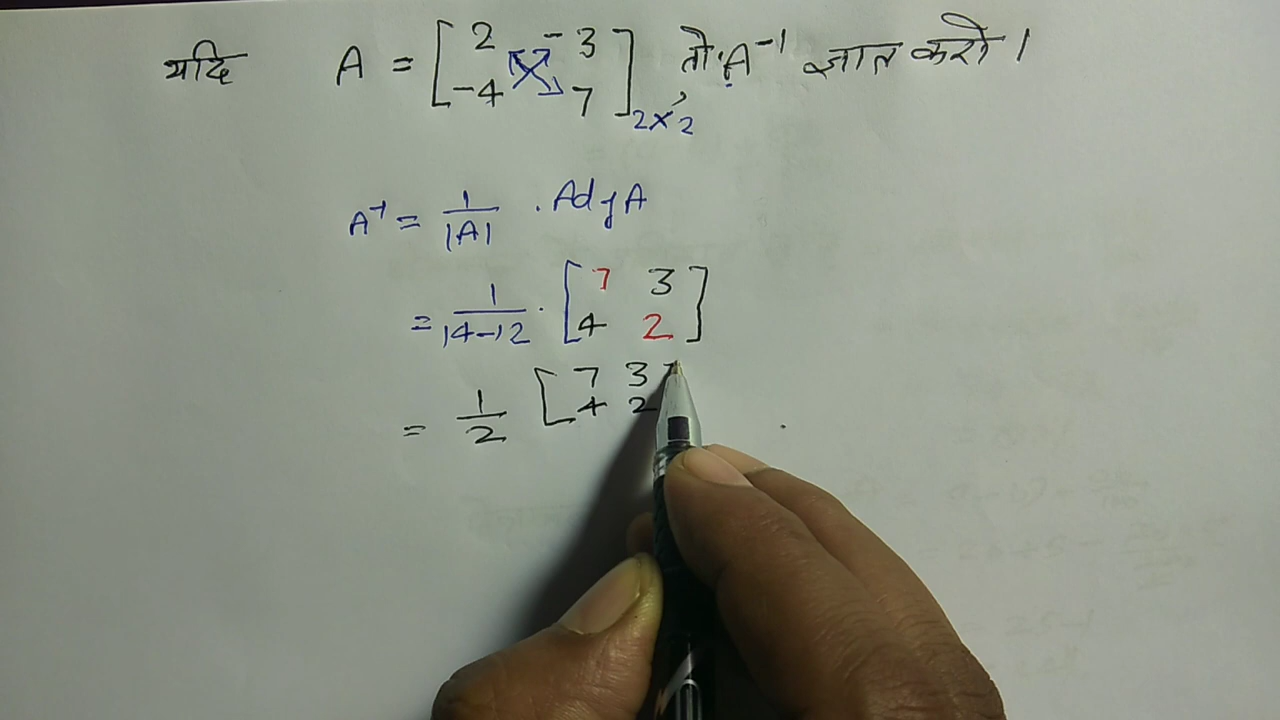 यदि A = [ 2 -3 -4 7 ] 2×2 तो A⁻¹ ज्ञात करो।
A⁻¹ = 1/|A| . Adj A
= 1/14-12 . [ 7 3 4 2 ]
= 1/2 [ 7 3 4 2